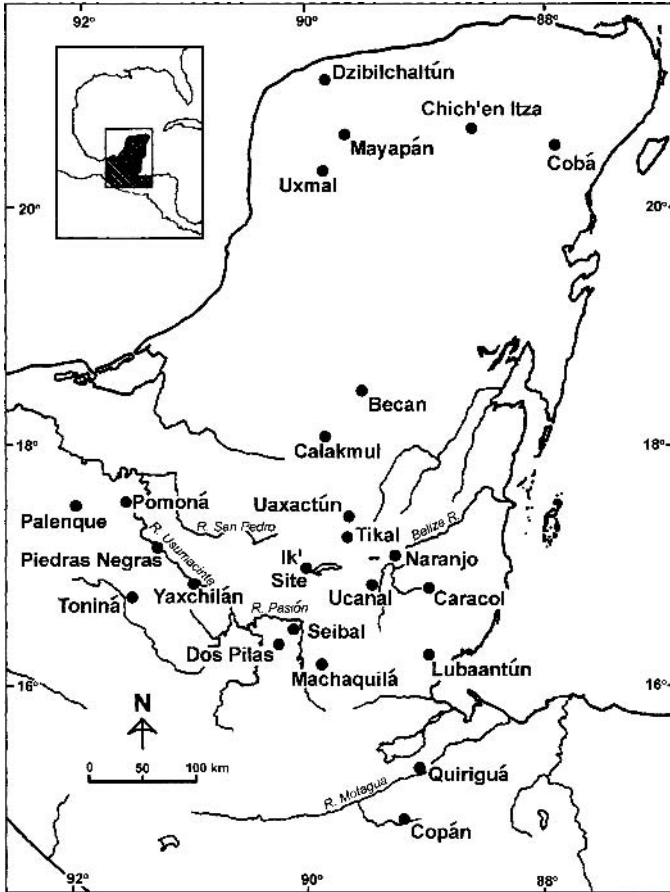 92° 90° 88°
Dzibilchaltún
Chich'en Itza
Mayapán
Cobá
Uxmal
20° 20°
Becan
18° 18°
Calakmul
Uaxactún
Pomoná
Palenque
R. San Pedro
Tikal
Belize R.
R. Usumacinte
Piedras Negras
Ik'
Site
Naranjo
Toniná
Yaxchilán
Ucanal
Caracol
R. Pasión
Seibal
Dos Pilas
Machaquilá
Lubaantún
16° 16°
N
0 50 100 km
Quiriguá
R. Motagua
Copán
92° 90° 88°